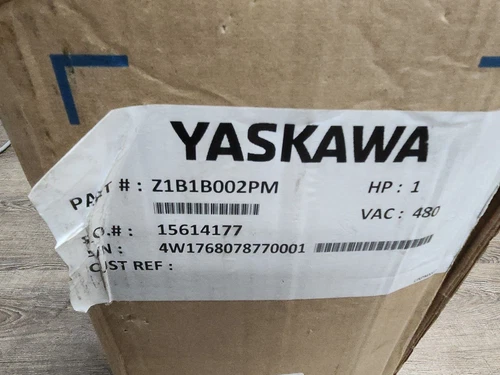 YASKAWA
PART # : Z1B1B002PM HP : 1
VAC : 480
S.O.# : 15614177
S/N : 4W1768078770001
CUST REF :